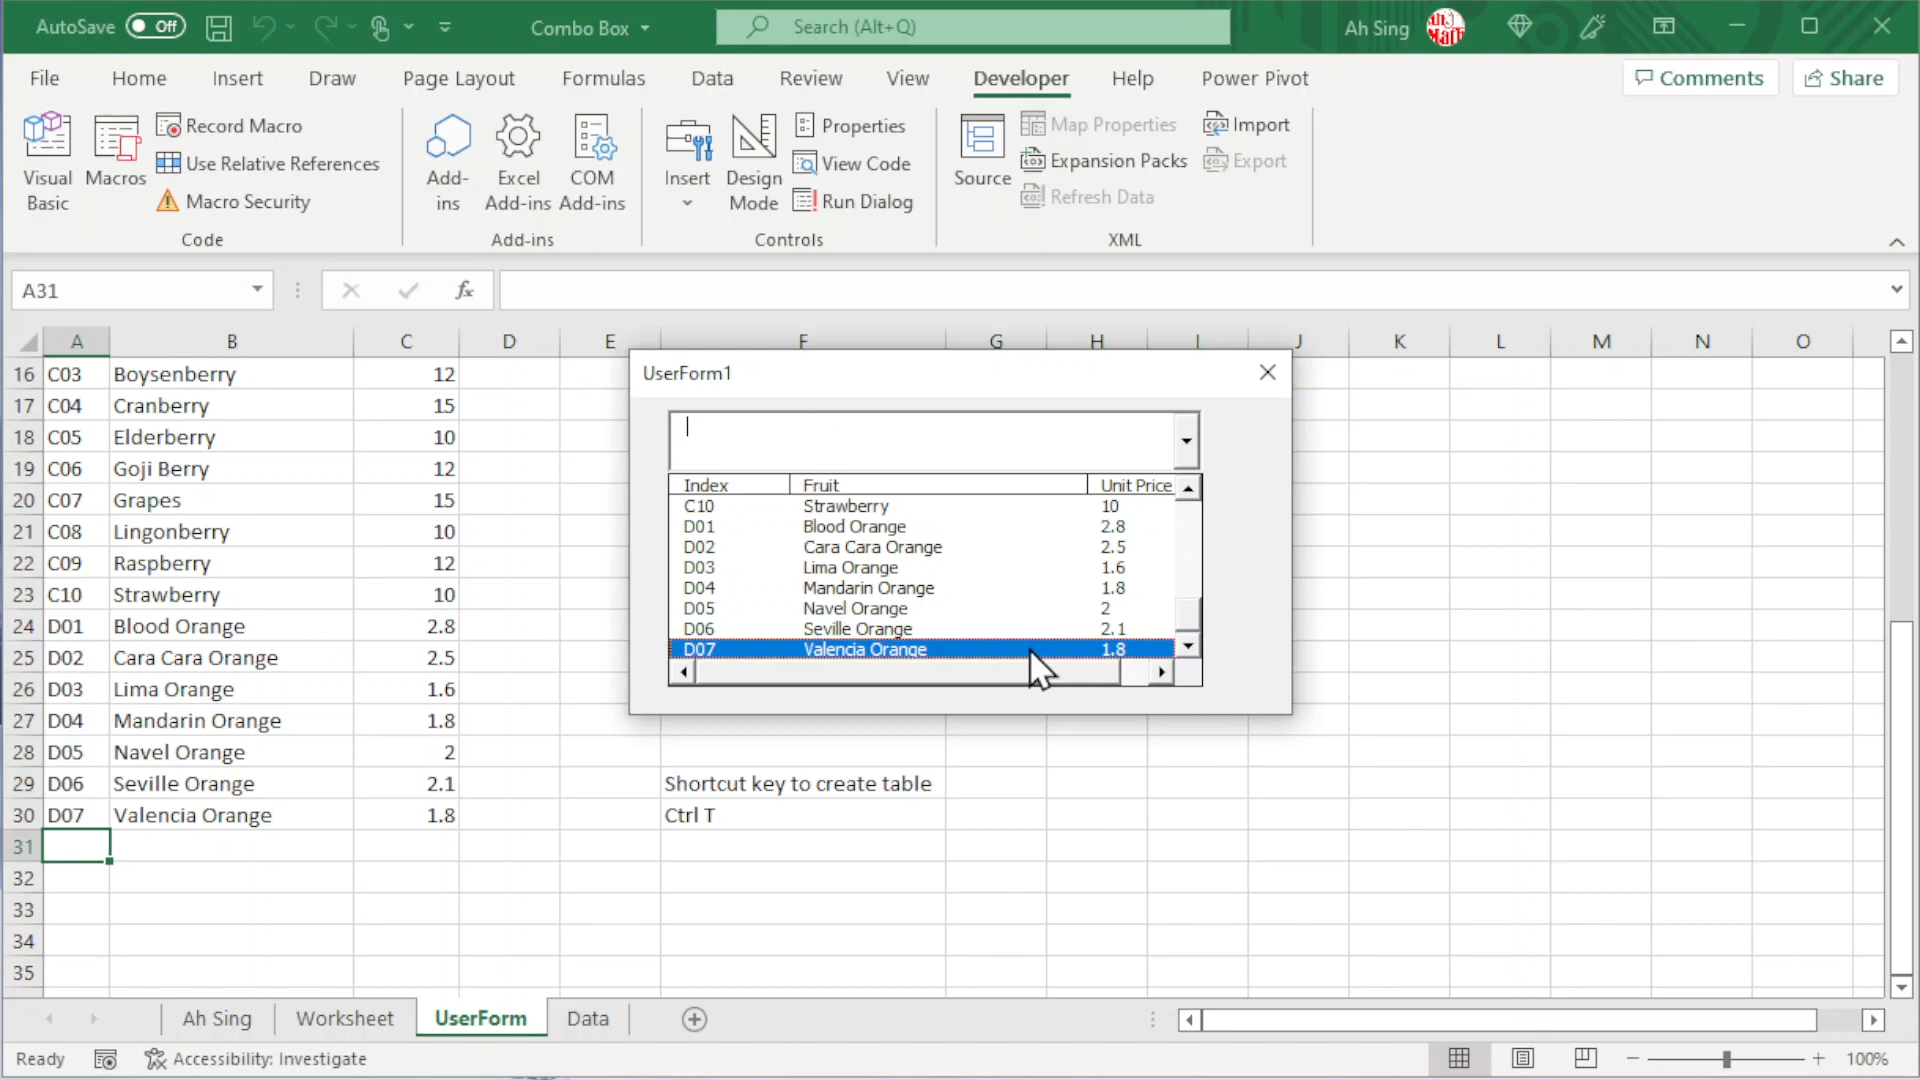 AutoSave Off
Combo Box
Search (Alt+Q)
Ah Sing
File Home Insert Draw Page Layout Formulas Data Review View Developer Help Power Pivot
Comments Share
Visual Basic
Macros
Record Macro
Use Relative References
Macro Security
Code
Add-ins
Excel Add-ins
COM Add-ins
Add-ins
Insert
Design Mode
Properties
View Code
Run Dialog
Controls
Source
Map Properties
Expansion Packs
Refresh Data
Import
Export
XML
A31
fx
A B C D E F G H I J K L M N O
16 C03 Boysenberry 12
17 C04 Cranberry 15
18 C05 Elderberry 10
19 C06 Goji Berry 12
20 C07 Grapes 15
21 C08 Lingonberry 10
22 C09 Raspberry 12
23 C10 Strawberry 10
24 D01 Blood Orange 2.8
25 D02 Cara Cara Orange 2.5
26 D03 Lima Orange 1.6
27 D04 Mandarin Orange 1.8
28 D05 Navel Orange 2
29 D06 Seville Orange 2.1 Shortcut key to create table
30 D07 Valencia Orange 1.8 Ctrl T
31
32
33
34
35
UserForm1
Index Fruit Unit Price
C10 Strawberry 10
D01 Blood Orange 2.8
D02 Cara Cara Orange 2.5
D03 Lima Orange 1.6
D04 Mandarin Orange 1.8
D05 Navel Orange 2
D06 Seville Orange 2.1
D07 Valencia Orange 1.8
Ah Sing Worksheet UserForm Data
Ready Accessibility: Investigate 100%